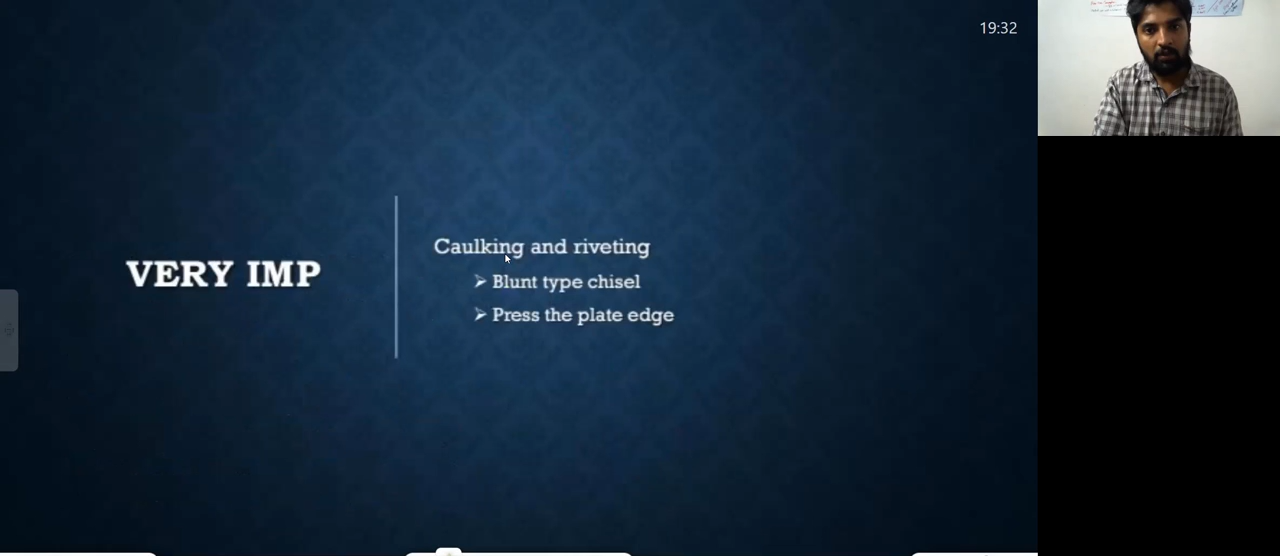 19:32
VERY IMP
Caulking and riveting
➢ Blunt type chisel
➢ Press the plate edge